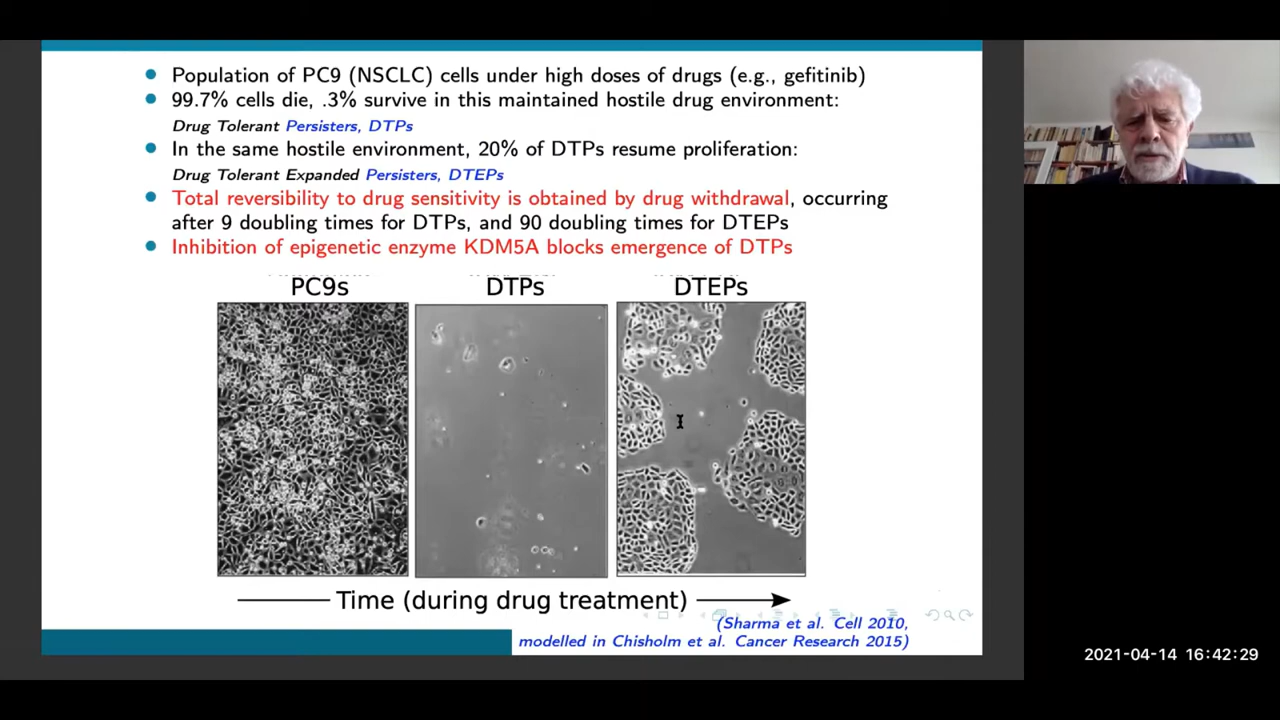 Population of PC9 (NSCLC) cells under high doses of drugs (e.g., gefitinib)
99.7% cells die, .3% survive in this maintained hostile drug environment:
Drug Tolerant Persisters, DTPs
In the same hostile environment, 20% of DTPs resume proliferation:
Drug Tolerant Expanded Persisters, DTEPs
Total reversibility to drug sensitivity is obtained by drug withdrawal, occurring
after 9 doubling times for DTPs, and 90 doubling times for DTEPs
Inhibition of epigenetic enzyme KDM5A blocks emergence of DTPs
PC9s DTPs DTEPs
Time (during drug treatment)
(Sharma et al. Cell 2010,
modelled in Chisholm et al. Cancer Research 2015)
2021-04-14 16:42:29